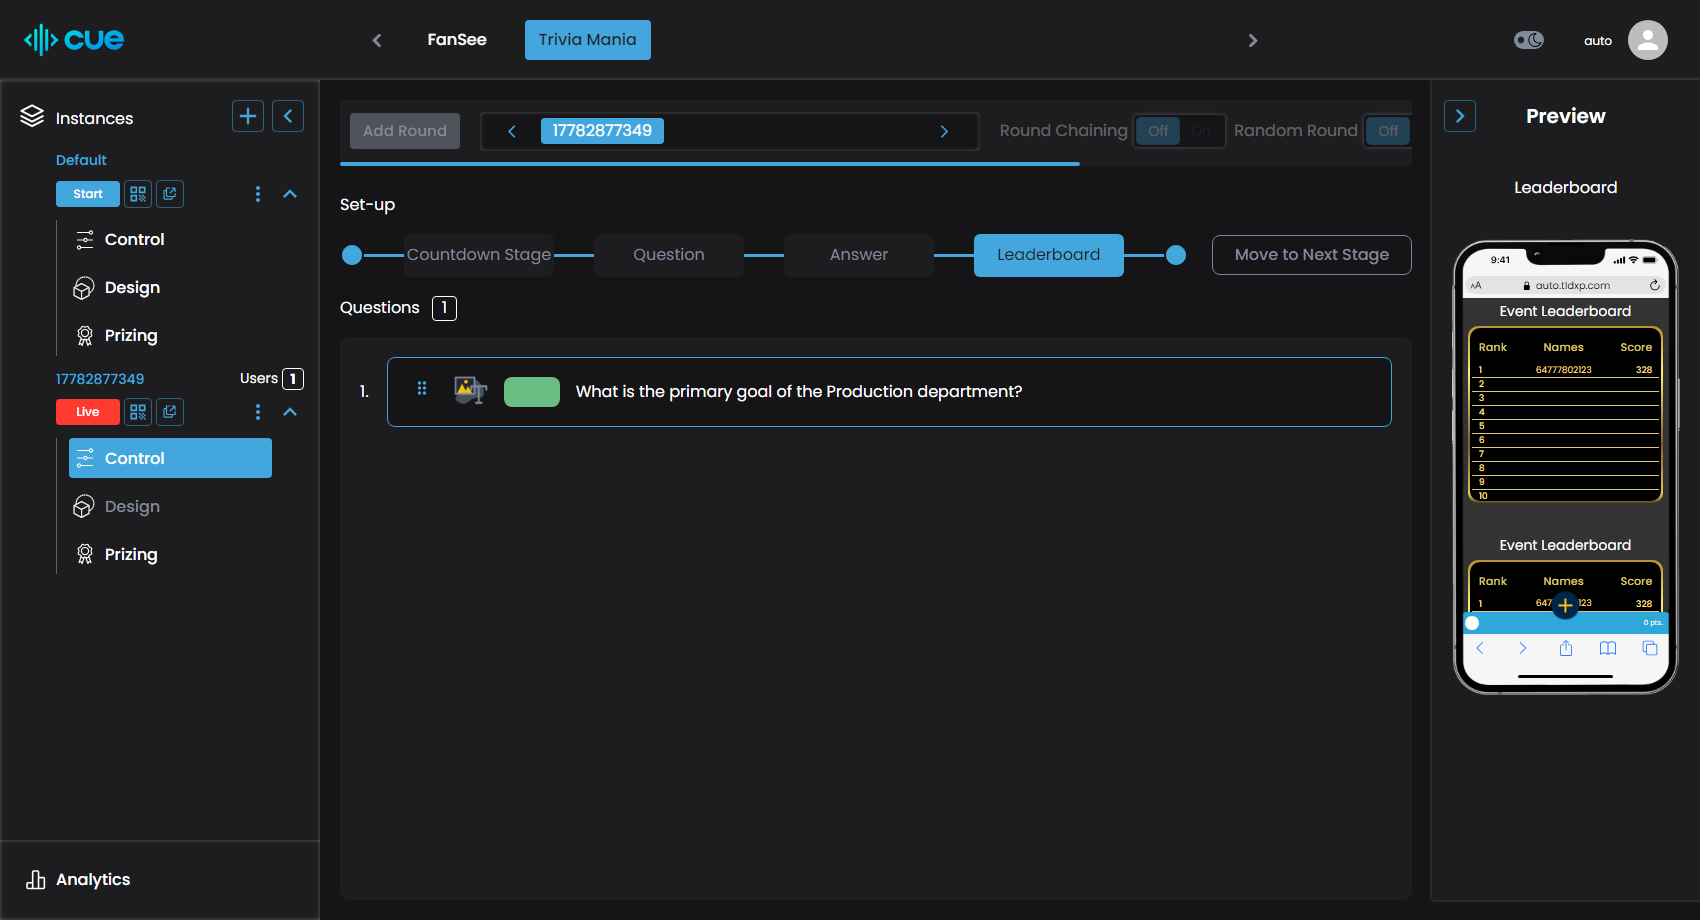 cue
FanSee
Trivia Mania
auto
Instances
Default
Start
Control
Design
Prizing
17782877349
Users 1
Live
Control
Design
Prizing
Analytics
Add Round
17782877349
Round Chaining
Off
On
Random Round
Off
Set-up
Countdown Stage
Question
Answer
Leaderboard
Move to Next Stage
Questions 1
1. What is the primary goal of the Production department?
Preview
Leaderboard
9:41
AA auto.tldxp.com
Event Leaderboard
Rank Names Score
1 64777802123 328
2
3
4
5
6
7
8
9
10
Event Leaderboard
Rank Names Score
1 647 123 328
0 pts.